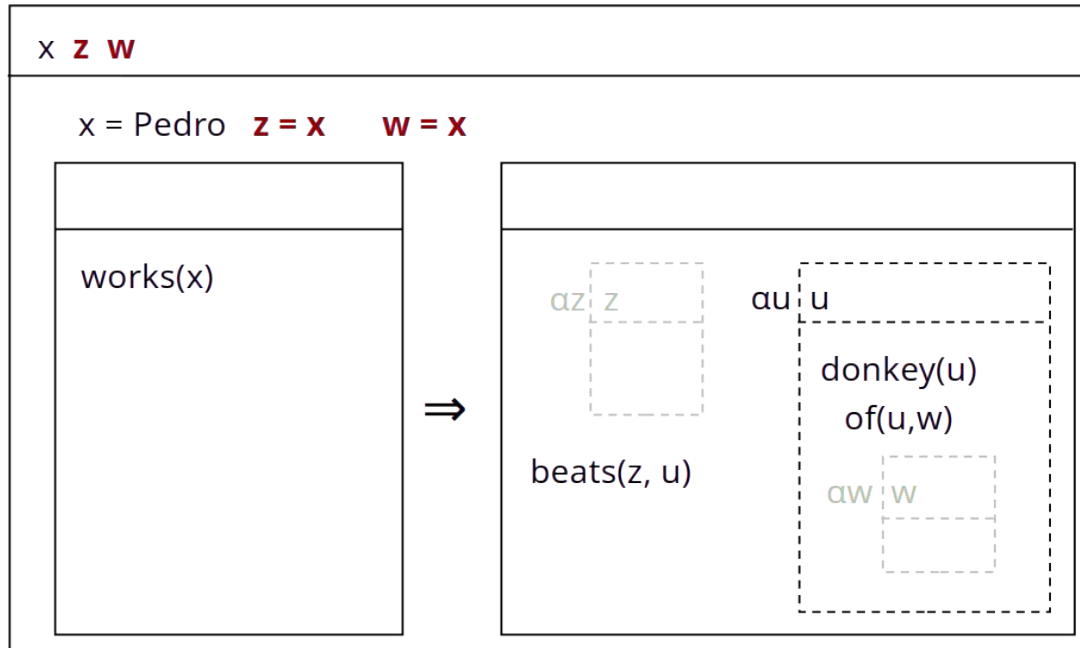 x z w
x = Pedro z = x w = x
works(x)
⇒
αz z
αu u
donkey(u)
of(u,w)
beats(z, u)
αw w